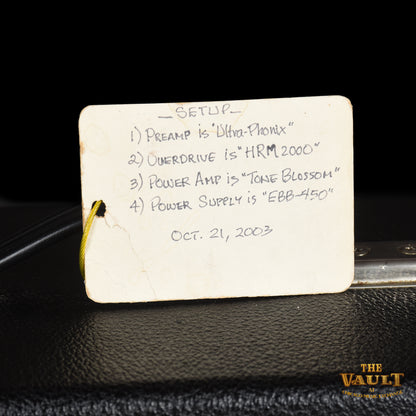 - SETUP -
1) PREAMP is "Ultra-Phonix"
2) OVERDRIVE is "HRM 2000"
3) POWER AMP is "TONE BLOSSOM"
4) POWER SUPPLY is "EBB-450"
OCT. 21, 2003
THE
VAULT